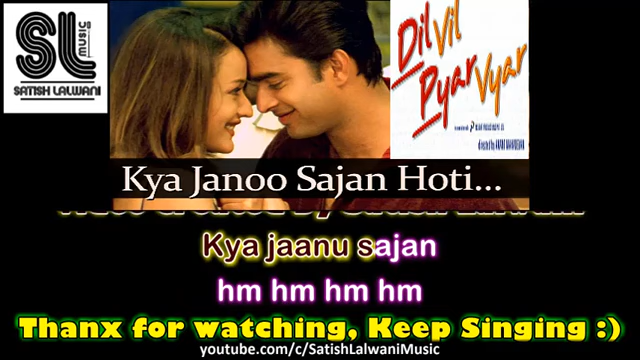 SL MUSIC
SATISH LALWANI
Dil Vil
Pyar Vyar
Kya Janoo Sajan Hoti...
Kya jaanu sajan
hm hm hm hm
Thanx for watching, Keep Singing :)
youtube.com/c/SatishLalwaniMusic